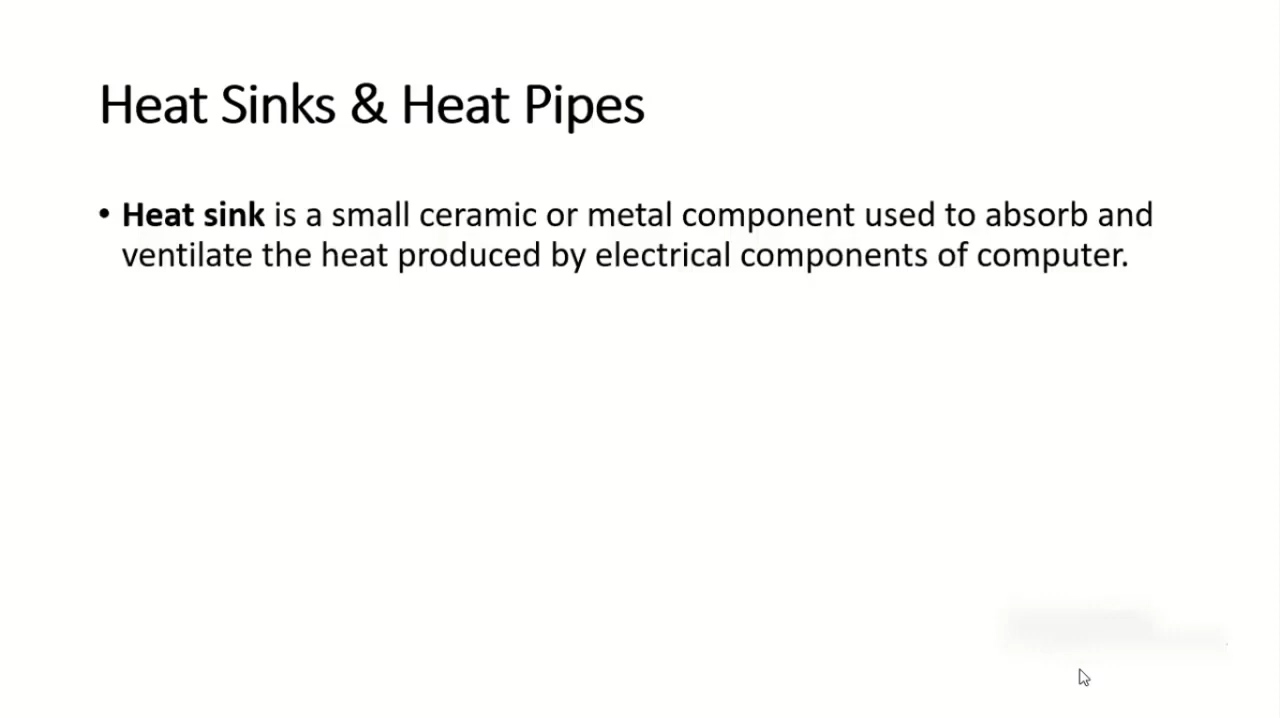 Heat Sinks & Heat Pipes
• Heat sink is a small ceramic or metal component used to absorb and
ventilate the heat produced by electrical components of computer.